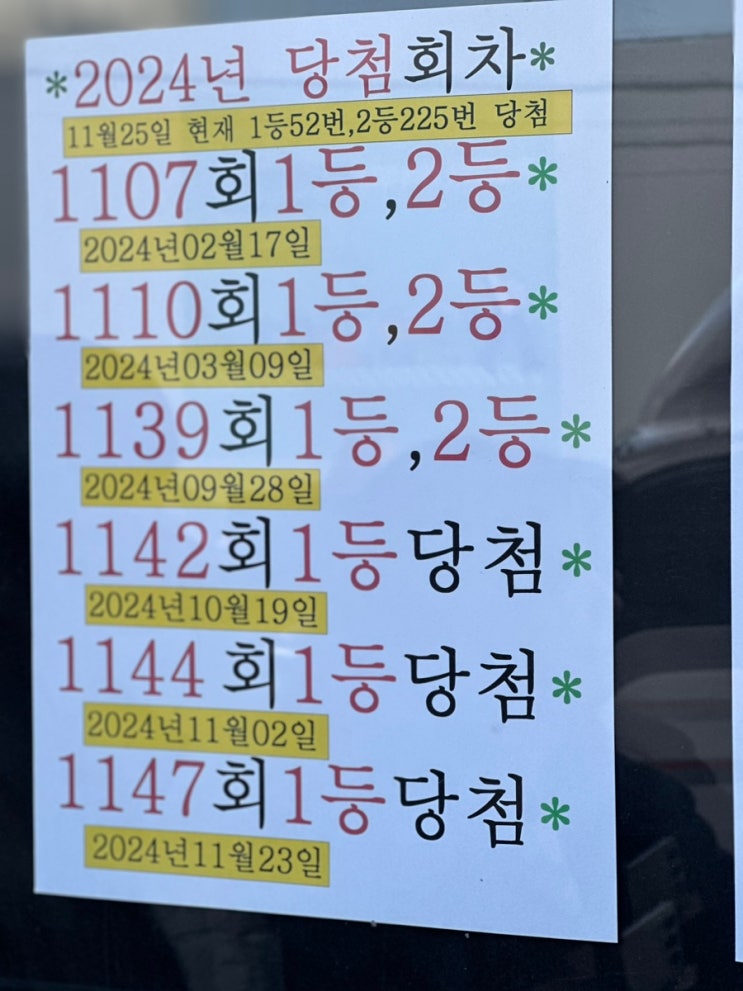 *2024년 당첨회차*
11월25일 현재 1등52번,2등225번 당첨
1107회1등,2등*
2024년02월17일
1110회1등,2등*
2024년03월09일
1139회1등,2등*
2024년09월28일
1142회1등당첨*
2024년10월19일
1144회1등당첨*
2024년11월02일
1147회1등당첨*
2024년11월23일